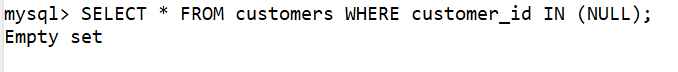 mysql> SELECT * FROM customers WHERE customer_id IN (NULL);
Empty set